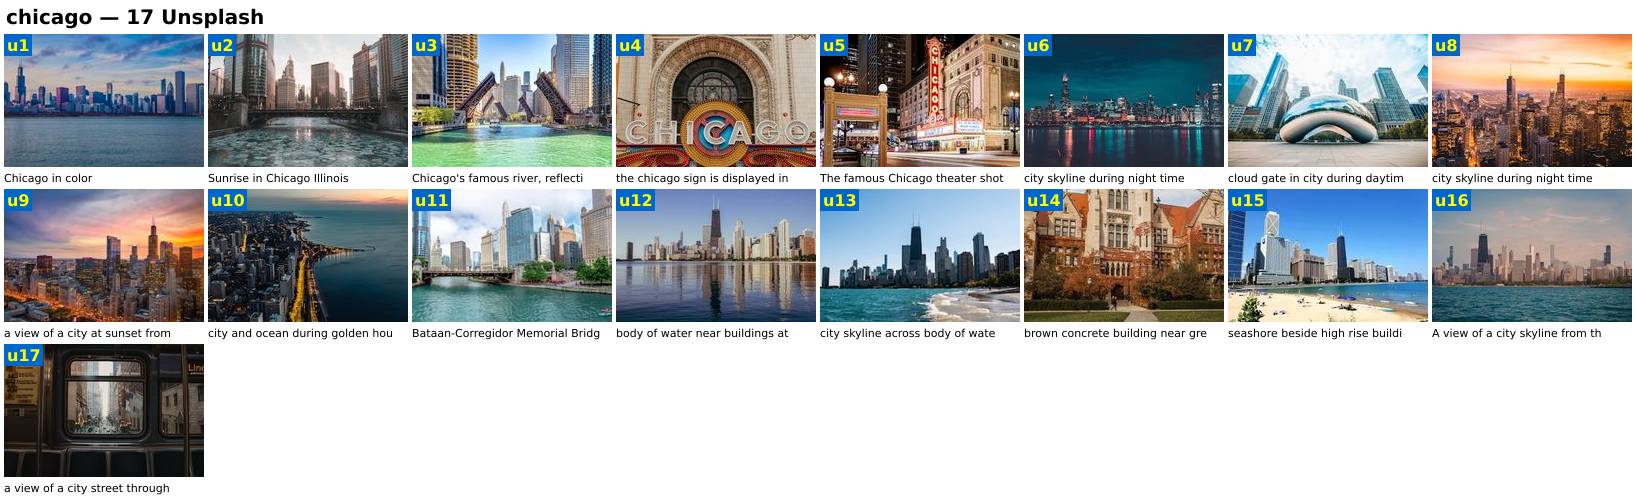 chicago — 17 Unsplash
u1
u2
u3
u4
u5
u6
u7
u8
CHICAGO
CHICAGO
Chicago in color
Sunrise in Chicago Illinois
Chicago's famous river, reflecti
the chicago sign is displayed in
The famous Chicago theater shot
city skyline during night time
cloud gate in city during daytim
city skyline during night time
u9
u10
u11
u12
u13
u14
u15
u16
a view of a city at sunset from
city and ocean during golden hou
Bataan-Corregidor Memorial Bridg
body of water near buildings at
city skyline across body of wate
brown concrete building near gre
seashore beside high rise buildi
A view of a city skyline from th
u17
a view of a city street through